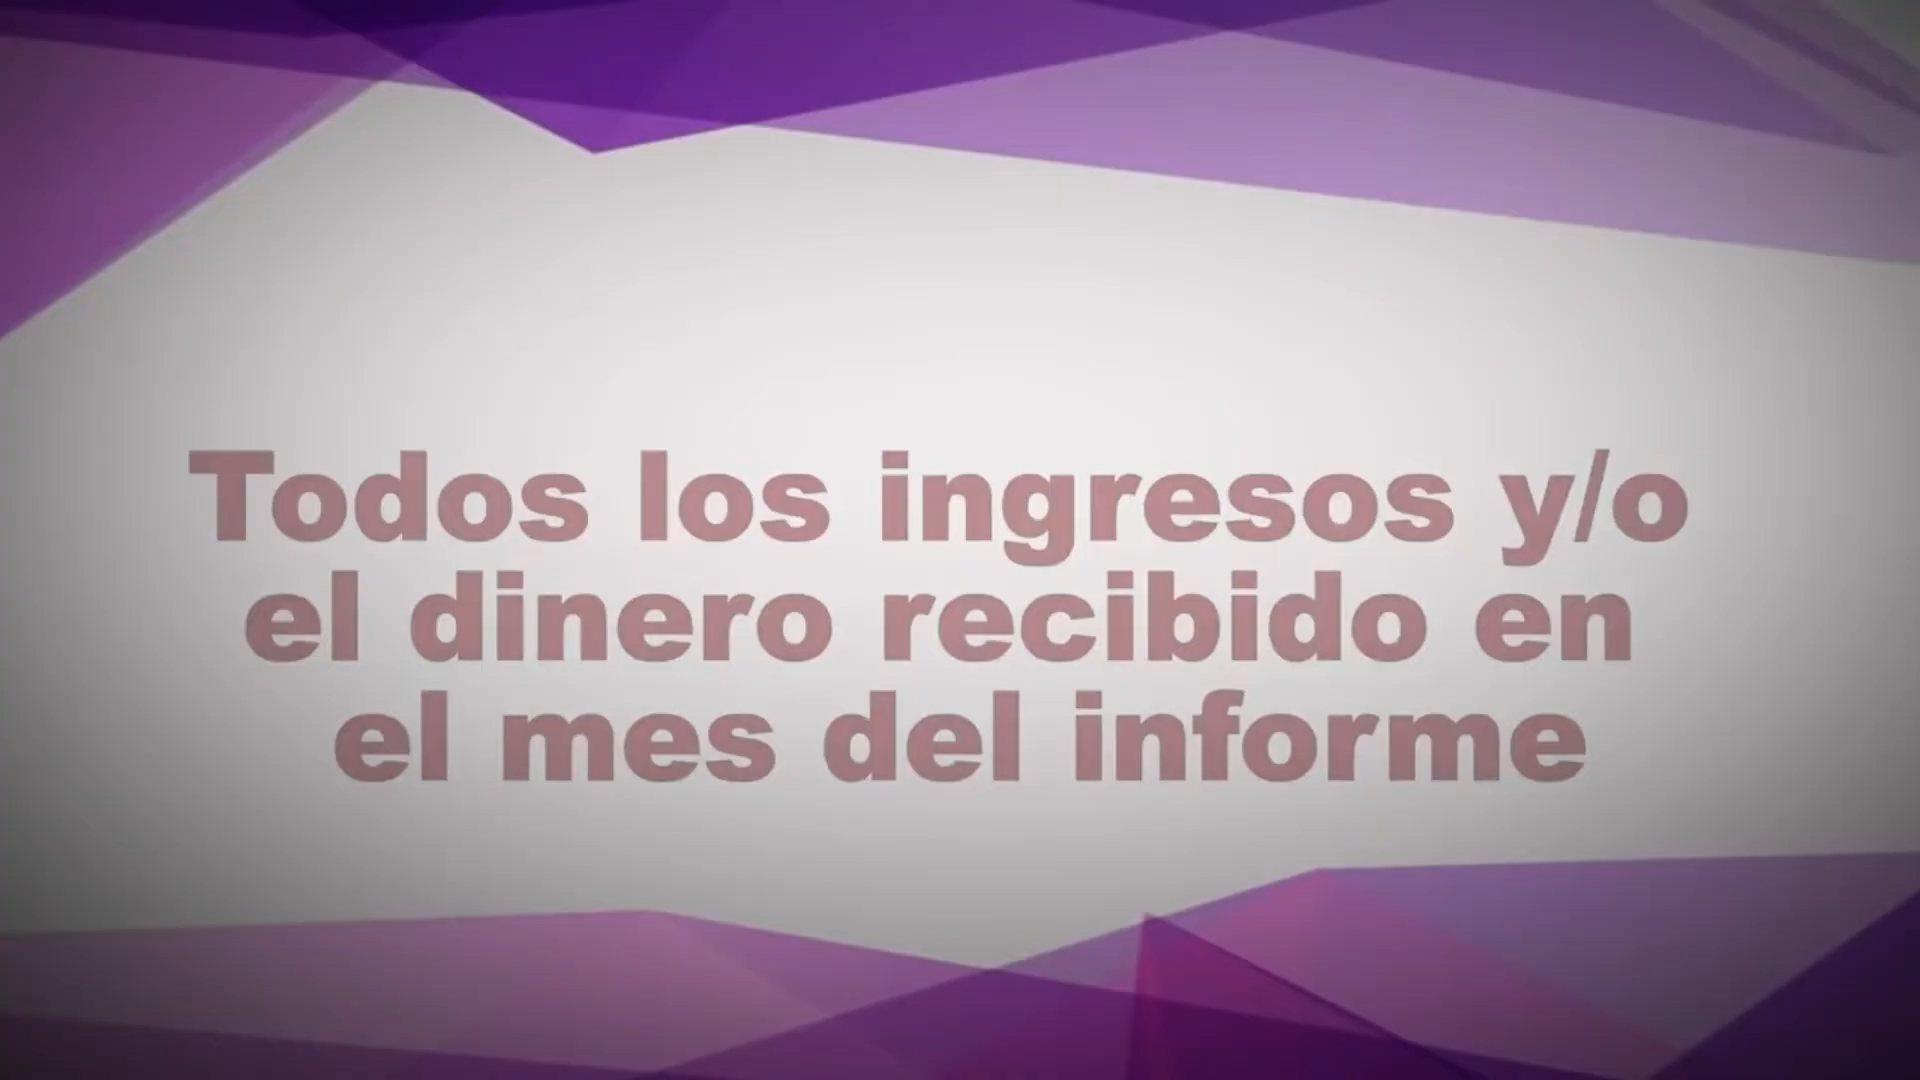 Todos los ingresos y/o
el dinero recibido en
el mes del informe